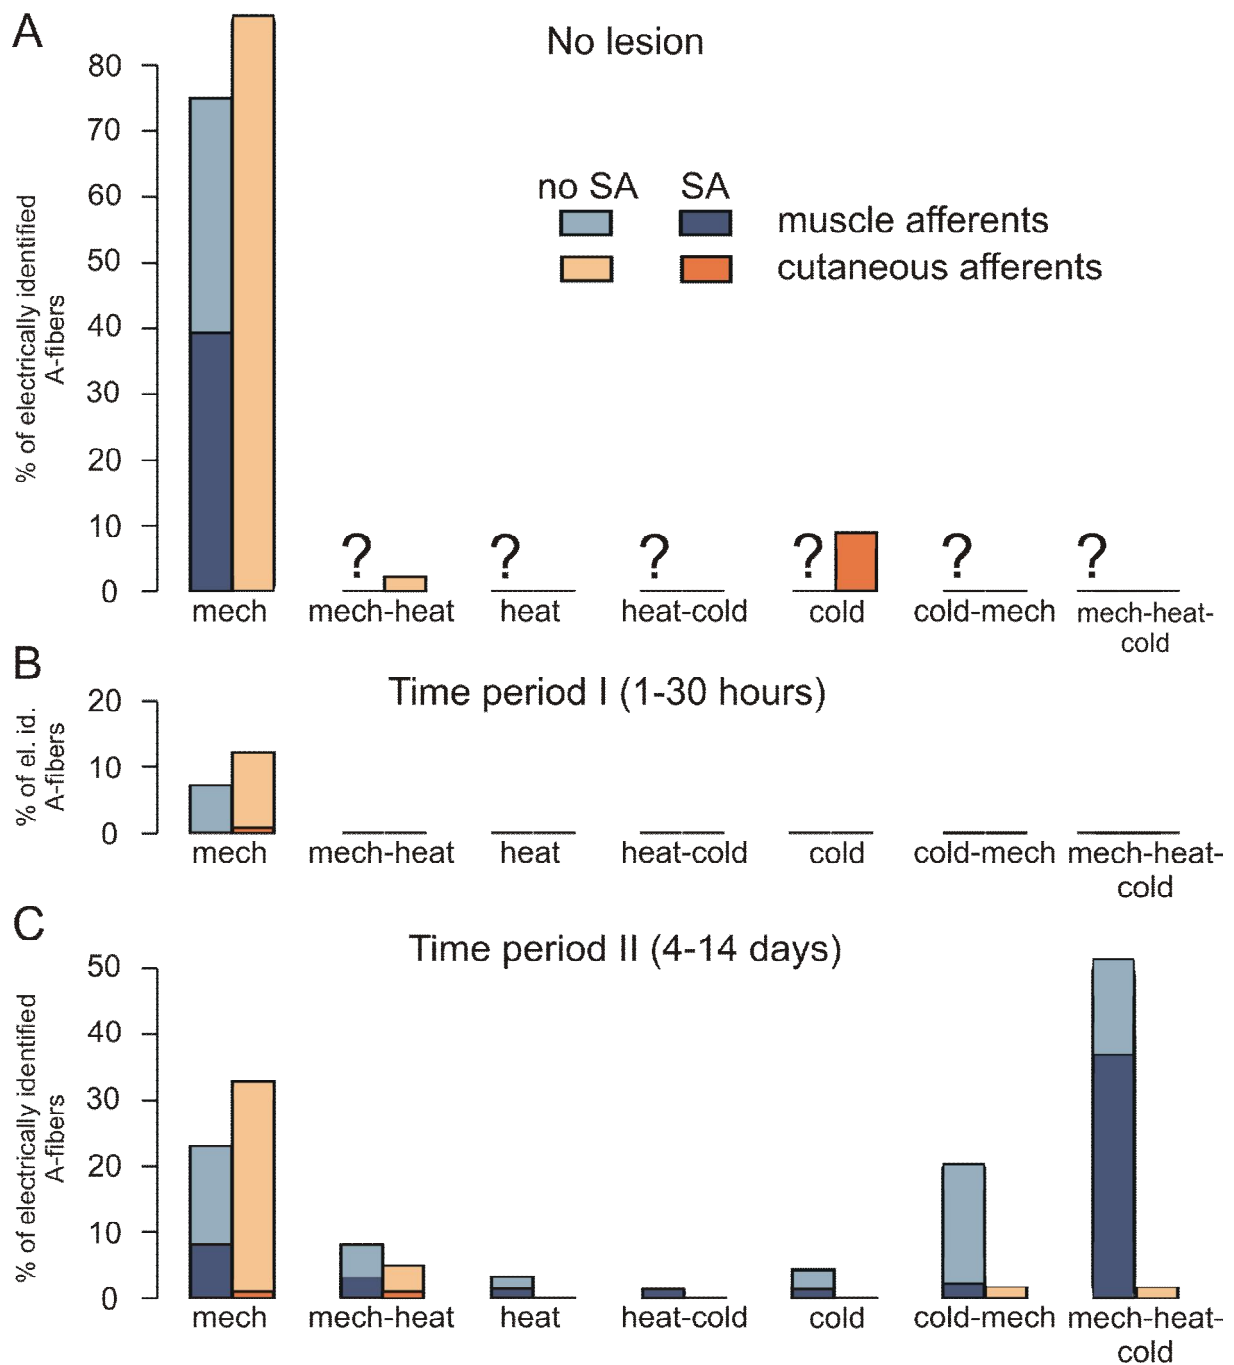 A
No lesion
80
70
60
50
40
30
20
10
0
% of electrically identified
A-fibers
no SA SA
muscle afferents
cutaneous afferents
? ? ? ? ? ?
mech mech-heat heat heat-cold cold cold-mech mech-heat-
cold
B
Time period I (1-30 hours)
20
10
0
% of el. id.
A-fibers
mech mech-heat heat heat-cold cold cold-mech mech-heat-
cold
C
Time period II (4-14 days)
50
40
30
20
10
0
% of electrically identified
A-fibers
mech mech-heat heat heat-cold cold cold-mech mech-heat-
cold